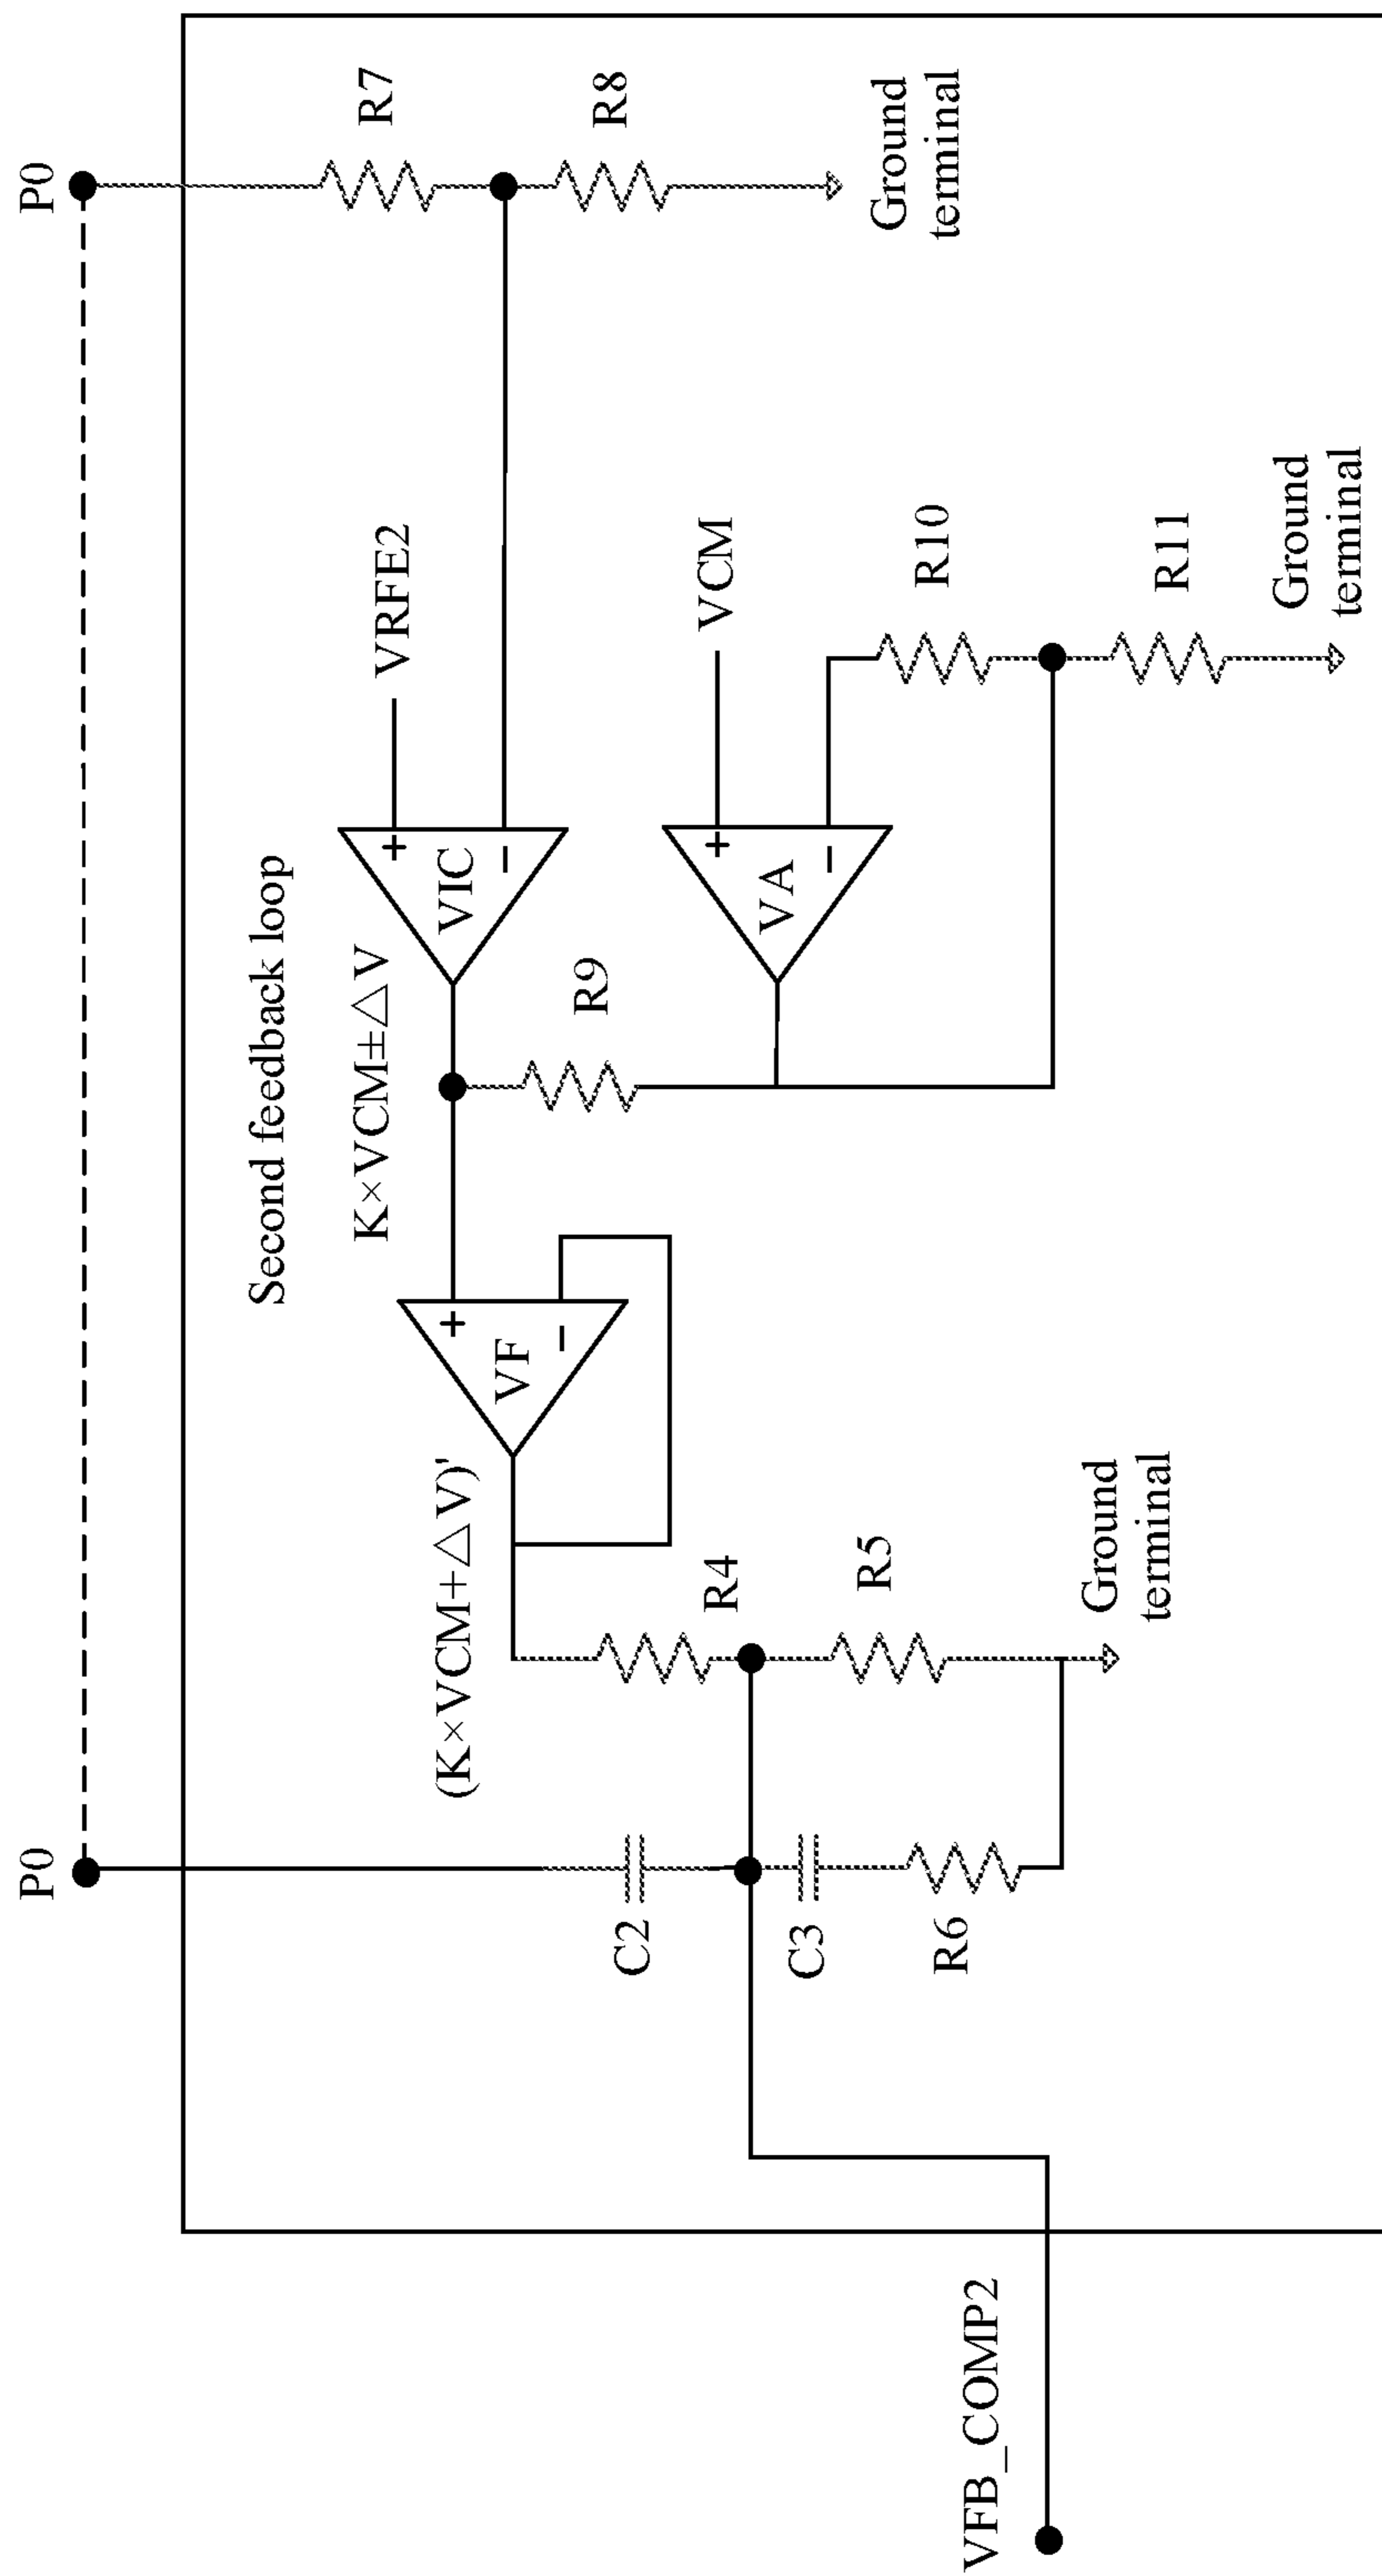 P0
P0
Second feedback loop
K×VCM±△V
VRFE2
R7
(K×VCM+△V)'
VF
+
-
VIC
+
-
R8
R9
C2
R4
VCM
VA
+
-
Ground
terminal
C3
R5
R10
R6
VFB_COMP2
Ground
terminal
R11
Ground
terminal